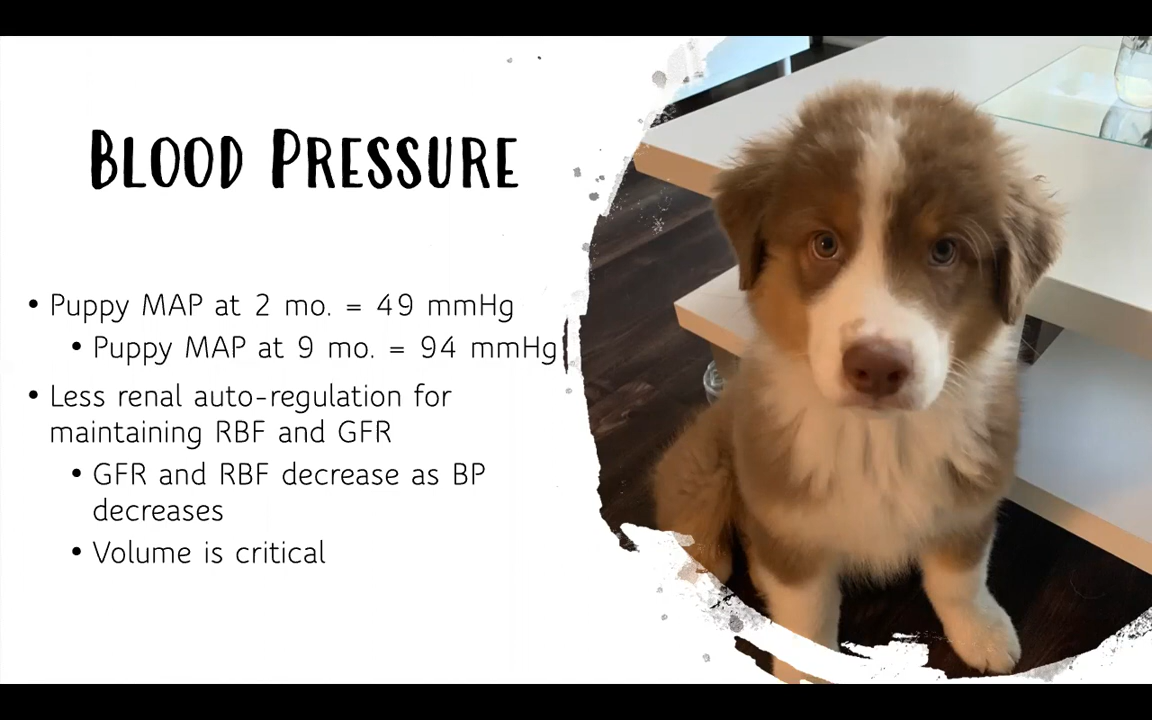 Blood Pressure
• Puppy MAP at 2 mo. = 49 mmHg
• Puppy MAP at 9 mo. = 94 mmHg
• Less renal auto-regulation for
maintaining RBF and GFR
• GFR and RBF decrease as BP
decreases
• Volume is critical